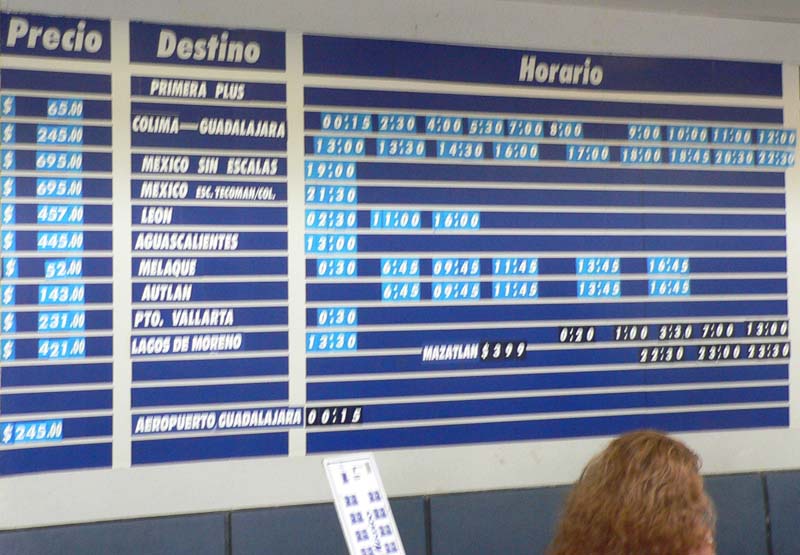 Precio Destino Horario
PRIMERA PLUS
$ 65.00 COLIMA—GUADALAJARA 00:15 2:30 4:00 5:30 7:00 8:00 9:00 10:00 11:00 12:00
$ 245.00 13:00 13:30 14:30 16:00 17:00 18:00 18:45 20:30 22:30
$ 695.00 MEXICO SIN ESCALAS 19:00
$ 695.00 MEXICO ESC. TECOMAN/COL. 21:30
$ 457.00 LEON 02:30 11:00 16:00
$ 445.00 AGUASCALIENTES 13:00
$ 52.00 MELAQUE 0:30 6:45 09:45 11:45 13:45 16:45
$ 143.00 AUTLAN 6:45 09:45 11:45 13:45 16:45
$ 231.00 PTO. VALLARTA 0:30
$ 421.00 LAGOS DE MORENO 13:30
0:20 1:00 3:30 7:00 13:00
MAZATLAN $399 22:30 23:00 23:30
$245.00 AEROPUERTO GUADALAJARA 00:15